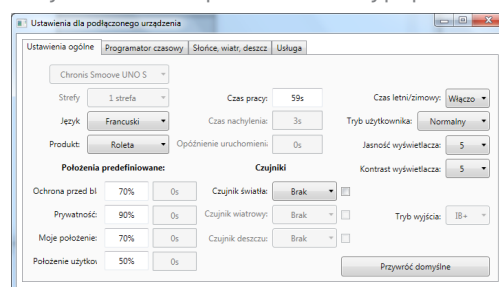 Ustawienia dla podłączonego urządzenia
Ustawienia ogólne Programator czasowy Słońce, wiatr, deszcz Usługa
Chronis Smoove UNO S
Strefy 1 strefa Czas pracy: 59s Czas letni/zimowy: Włączo
Język Francuski Czas nachylenia: 3s Tryb użytkownika: Normalny
Produkt: Roleta Opóźnienie uruchomieni 0s Jasność wyświetlacza: 5
Położenia predefiniowane: Czujniki Kontrast wyświetlacza: 5
Ochrona przed bl 70% 0s Czujnik światła: Brak
Prywatność: 90% 0s Czujnik wiatrowy: Brak Tryb wyjścia: IB+
Moje położenie: 70% 0s Czujnik deszczu: Brak
Położenie użytkov 50% 0s Przywróć domyślne